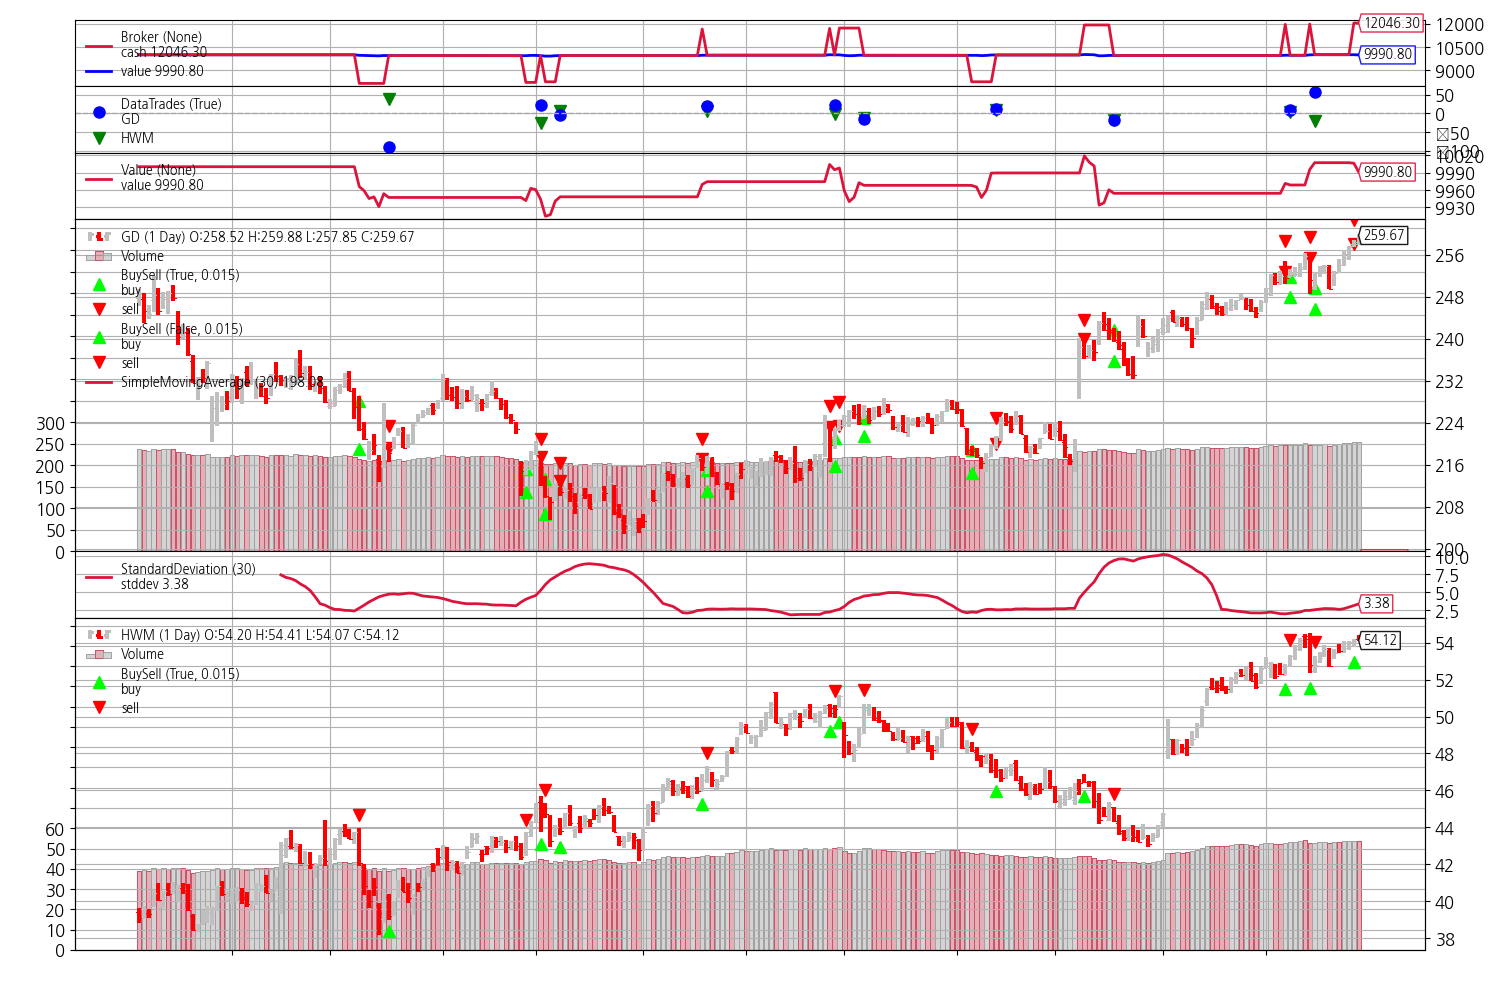 Broker (None)
cash 12046.30
value 9990.80
12000
10500
9000
12046.30
9990.80
DataTrades (True)
GD
HWM
50
0
50
100
Value (None)
value 9990.80
10020
9990
9960
9930
9990.80
GD (1 Day) O:258.52 H:259.88 L:257.85 C:259.67
Volume
BuySell (True, 0.015)
buy
sell
BuySell (False, 0.015)
buy
sell
SimpleMovingAverage (30) 198.08
300
250
200
150
100
50
0
259.67
256
248
240
232
224
216
208
200
StandardDeviation (30)
stddev 3.38
10.0
7.5
5.0
2.5
3.38
HWM (1 Day) O:54.20 H:54.41 L:54.07 C:54.12
Volume
BuySell (True, 0.015)
buy
sell
60
50
40
30
20
10
0
54.12
54
52
50
48
46
44
42
40
38